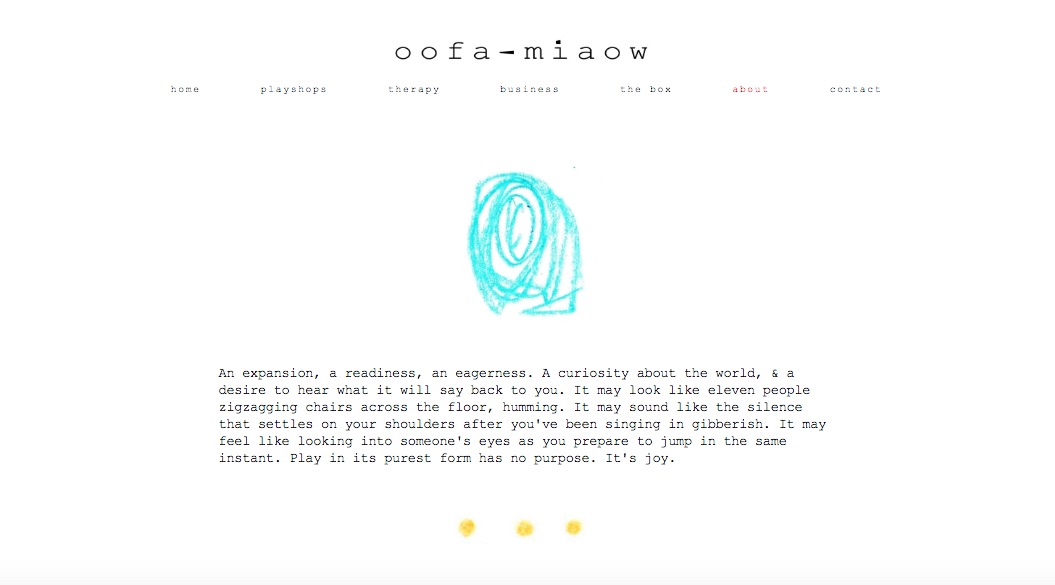 oofa-miaow
home playshops therapy business the box about contact
An expansion, a readiness, an eagerness. A curiosity about the world, & a
desire to hear what it will say back to you. It may look like eleven people
zigzagging chairs across the floor, humming. It may sound like the silence
that settles on your shoulders after you've been singing in gibberish. It may
feel like looking into someone's eyes as you prepare to jump in the same
instant. Play in its purest form has no purpose. It's joy.